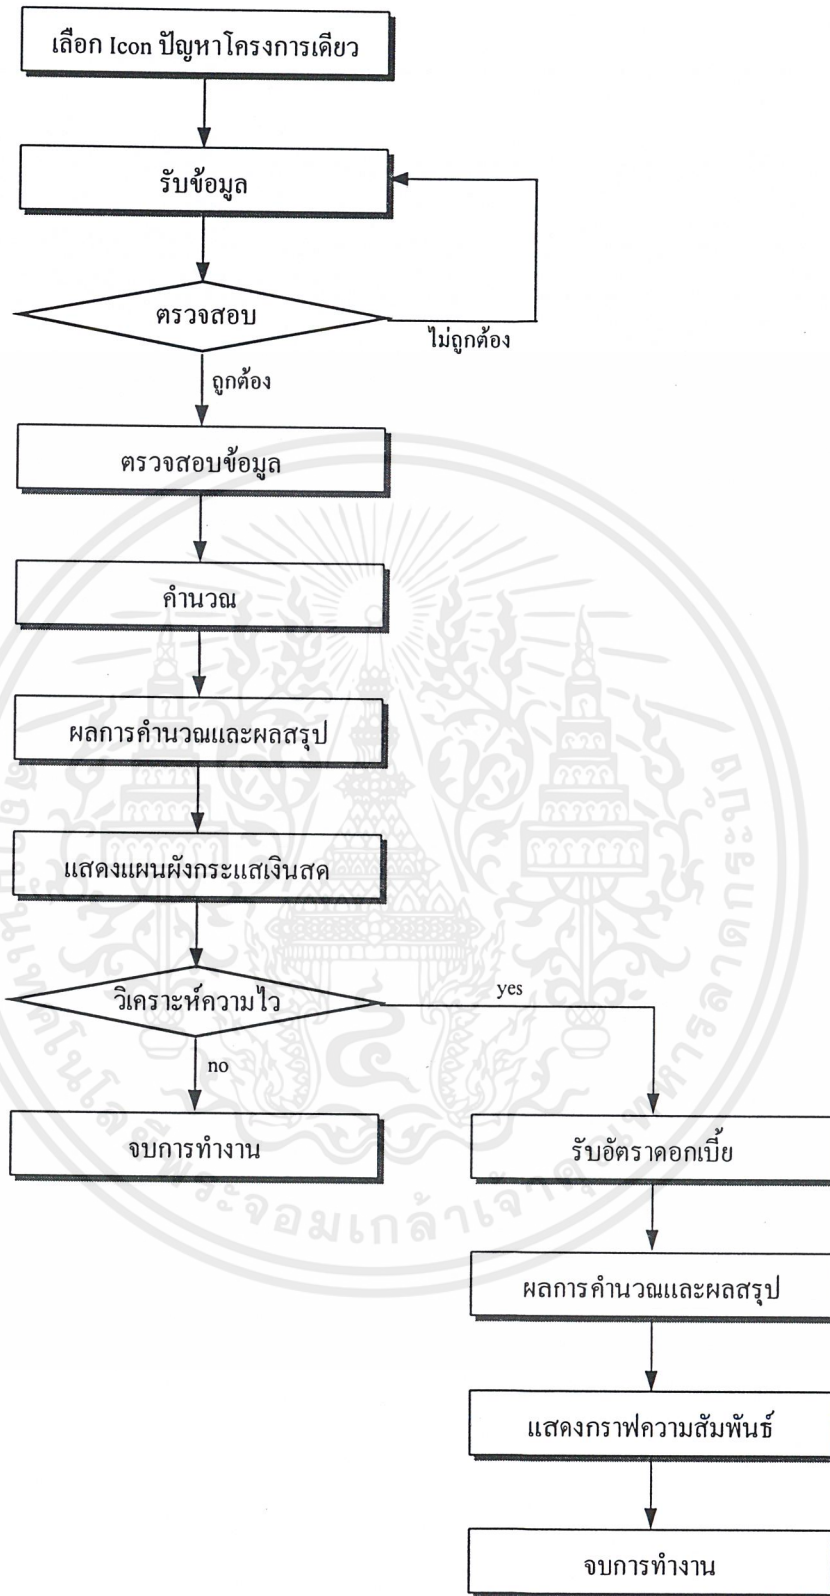 เลือก Icon ปัญหาโครงการเดียว
รับข้อมูล
ตรวจสอบ
ไม่ถูกต้อง
ถูกต้อง
ตรวจสอบข้อมูล
คำนวณ
ผลการคำนวณและผลสรุป
แสดงแผนผังกระแสเงินสด
วิเคราะห์ความไว
yes
no
จบการทำงาน
รับอัตราดอกเบี้ย
ผลการคำนวณและผลสรุป
แสดงกราฟความสัมพันธ์
จบการทำงาน